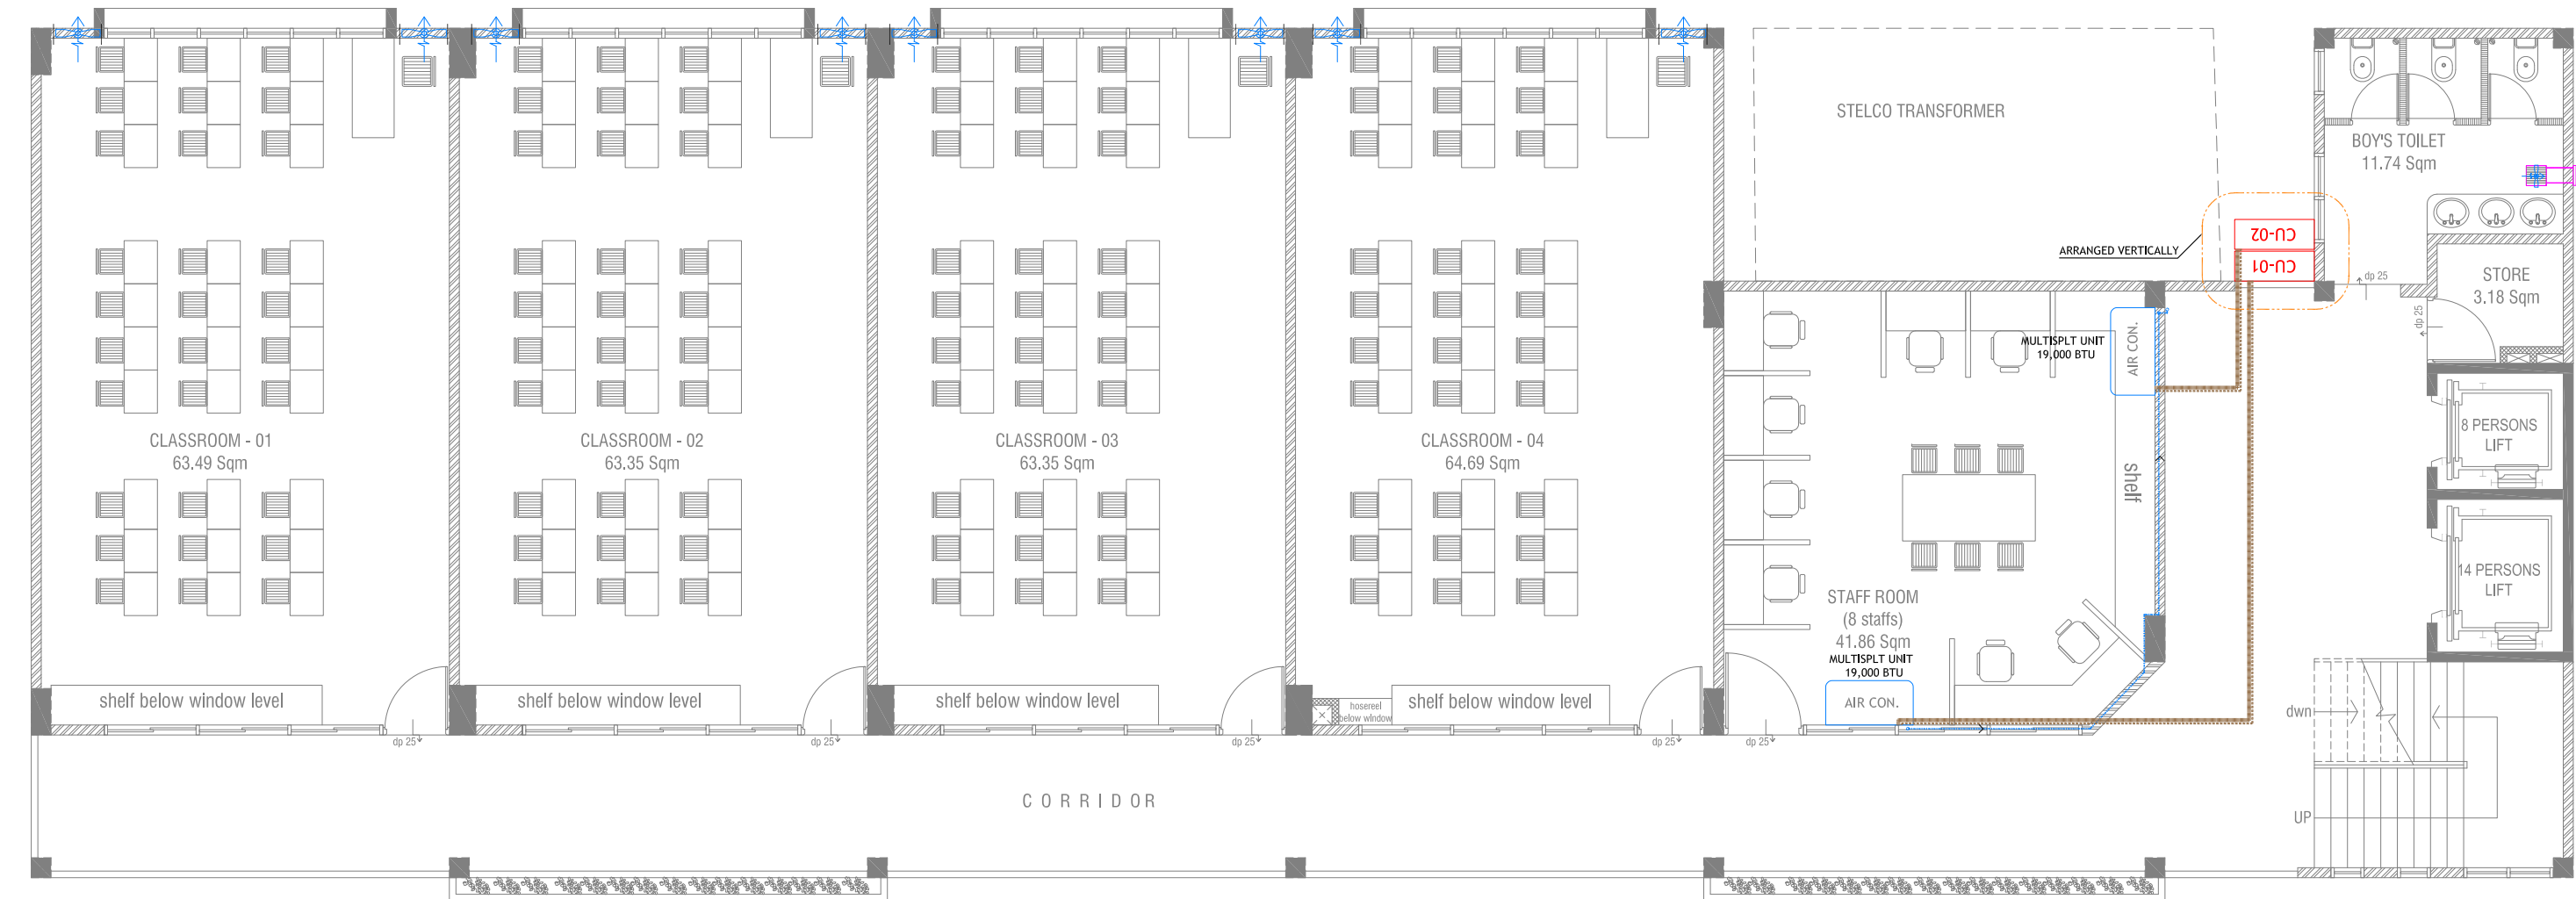 STELCO TRANSFORMER
BOY'S TOILET
11.74 Sqm
ARRANGED VERTICALLY
CU-02
CU-01
dp 25
STORE
3.18 Sqm
dp 25
MULTISPLT UNIT
19,000 BTU
AIR CON.
CLASSROOM - 01
63.49 Sqm
CLASSROOM - 02
63.35 Sqm
CLASSROOM - 03
63.35 Sqm
CLASSROOM - 04
64.69 Sqm
shelf
8 PERSONS
LIFT
14 PERSONS
LIFT
STAFF ROOM
(8 staffs)
41.86 Sqm
MULTISPLT UNIT
19,000 BTU
AIR CON.
shelf below window level
shelf below window level
shelf below window level
hosereel
below window
shelf below window level
dp 25
dp 25
dp 25
dp 25
dp 25
dwn
UP
CORRIDOR